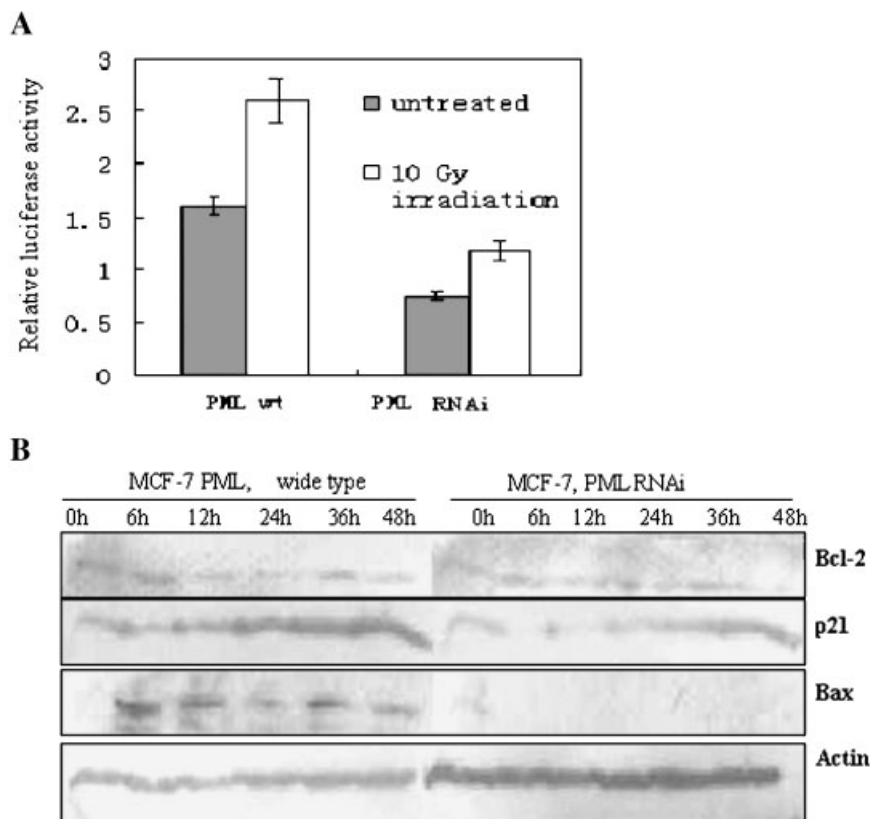 A
Relative luciferase activity
3
2.5
2
1.5
1
0.5
0
untreated
10 Gy
irradiation
PML wt
PML RNAi
B
MCF-7 PML, wide type
MCF-7, PML RNAi
0h 6h 12h 24h 36h 48h
0h 6h 12h 24h 36h 48h
Bcl-2
p21
Bax
Actin